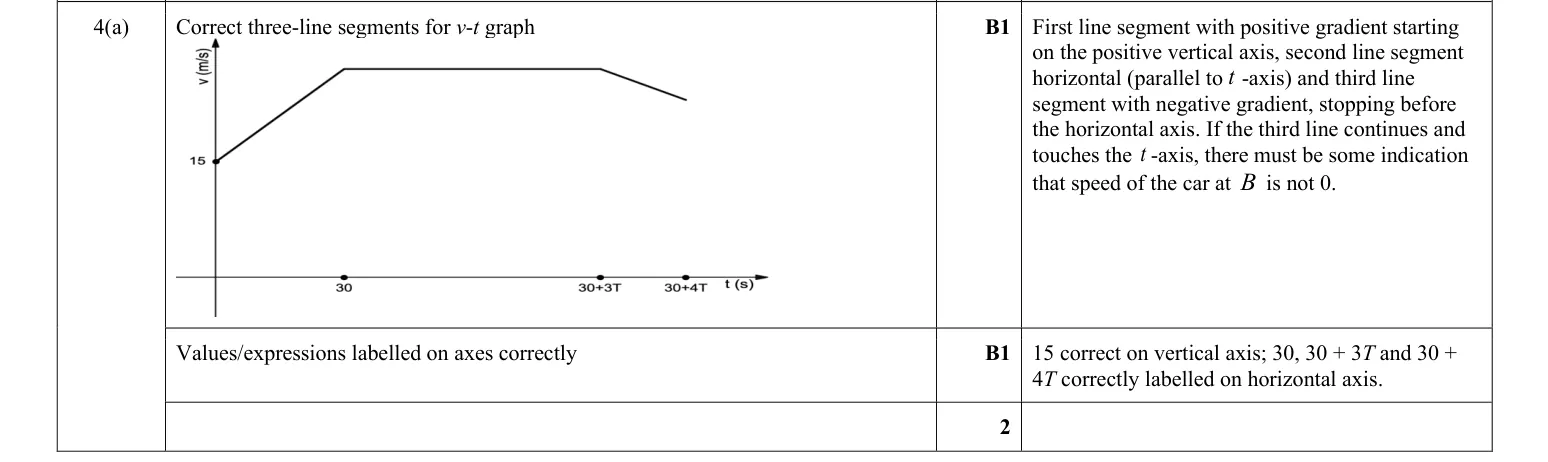 4(a)
Correct three-line segments for v-t graph
v (m/s)
15
30
30+3T
30+4T
t (s)
B1
First line segment with positive gradient starting
on the positive vertical axis, second line segment
horizontal (parallel to t -axis) and third line
segment with negative gradient, stopping before
the horizontal axis. If the third line continues and
touches the t -axis, there must be some indication
that speed of the car at B is not 0.
Values/expressions labelled on axes correctly
B1
15 correct on vertical axis; 30, 30 + 3T and 30 +
4T correctly labelled on horizontal axis.
2